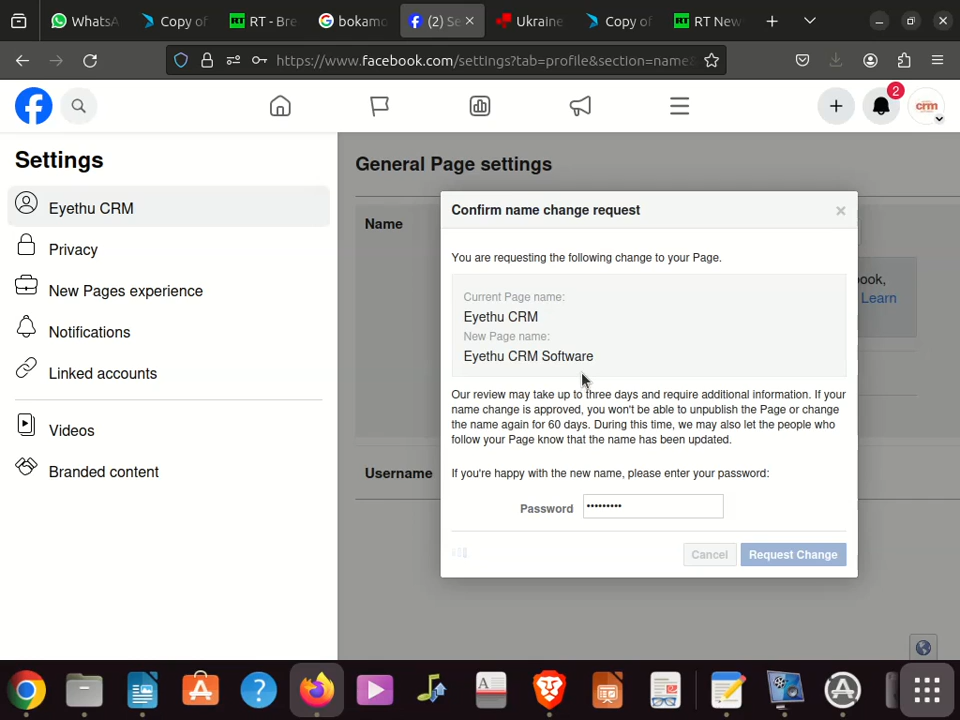 WhatsA
Copy of
RT - Bre
bokamo
(2) Se
Ukraine
Copy of
RT New
https://www.facebook.com/settings?tab=profile&section=name&
2
crm
Settings
Eyethu CRM
Privacy
New Pages experience
Notifications
Linked accounts
Videos
Branded content
General Page settings
Name
Username
ook,
Learn
Confirm name change request
You are requesting the following change to your Page.
Current Page name:
Eyethu CRM
New Page name:
Eyethu CRM Software
Our review may take up to three days and require additional information. If your
name change is approved, you won't be able to unpublish the Page or change
the name again for 60 days. During this time, we may also let the people who
follow your Page know that the name has been updated.
If you're happy with the new name, please enter your password:
Password •••••••••
Cancel Request Change